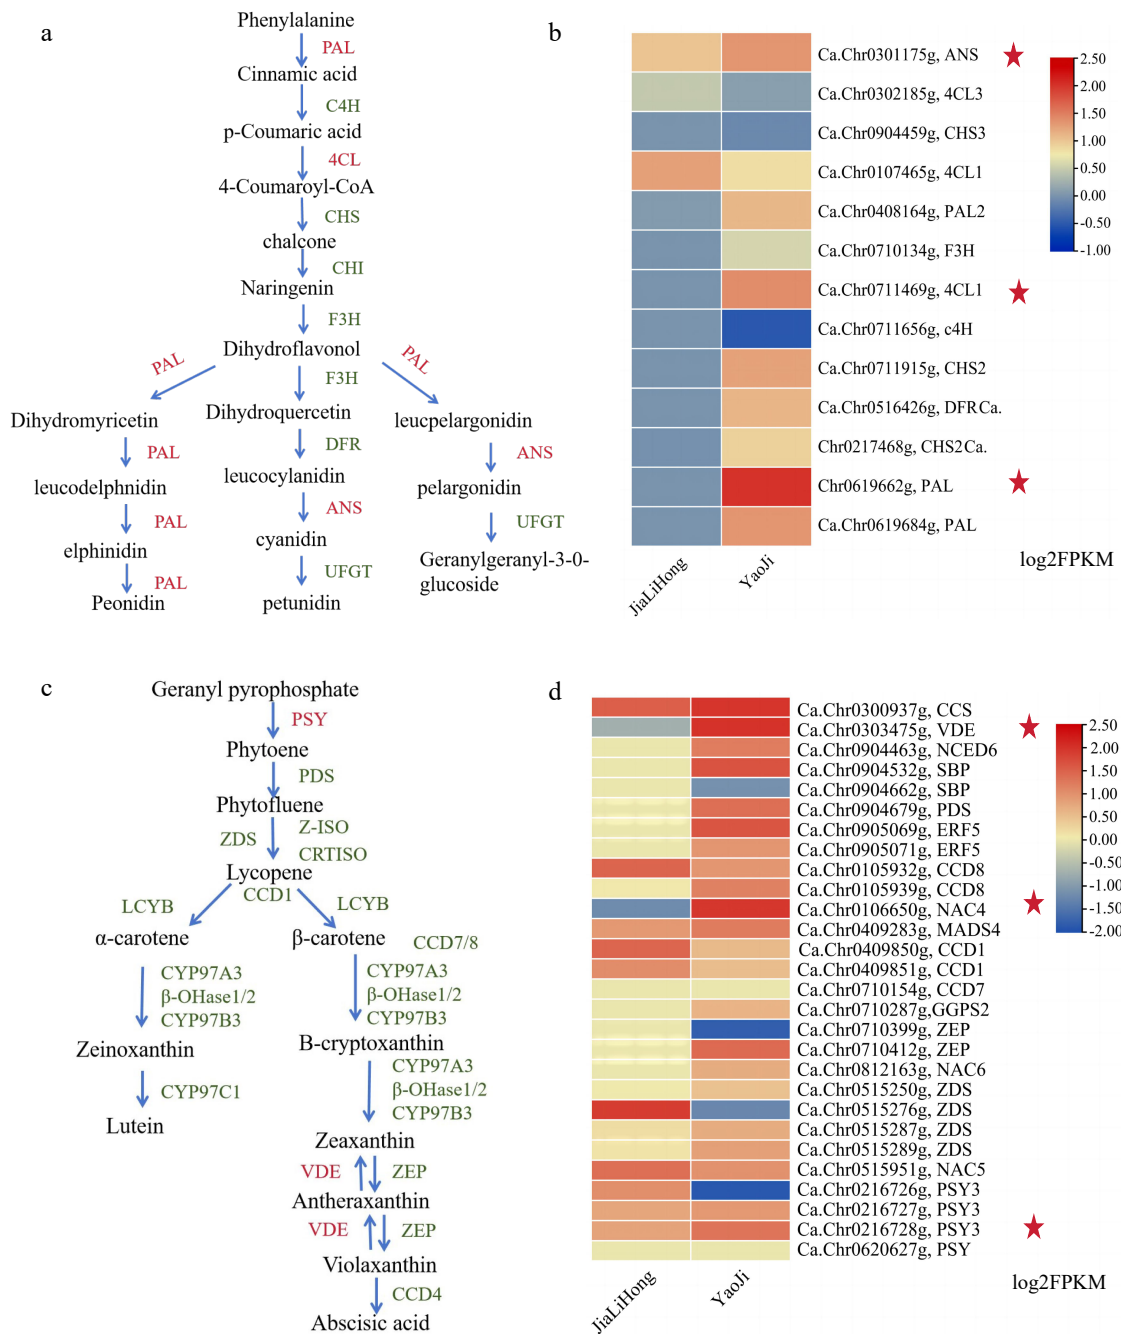 a
Phenylalanine
PAL
Cinnamic acid
C4H
p-Coumaric acid
4CL
4-Coumaroyl-CoA
CHS
chalcone
CHI
Naringenin
F3H
Dihydroflavonol
PAL
F3H
PAL
Dihydromyricetin
Dihydroquercetin
leucpelargonidin
PAL
DFR
ANS
leucodelphnidin
leucocylanidin
pelargonidin
PAL
ANS
UFGT
elphinidin
cyanidin
Geranylgeranyl-3-0-
glucoside
PAL
UFGT
Peonidin
petunidin
b
Ca.Chr0301175g, ANS
Ca.Chr0302185g, 4CL3
Ca.Chr0904459g, CHS3
Ca.Chr0107465g, 4CL1
Ca.Chr0408164g, PAL2
Ca.Chr0710134g, F3H
Ca.Chr0711469g, 4CL1
Ca.Chr0711656g, c4H
Ca.Chr0711915g, CHS2
Ca.Chr0516426g, DFRCa.
Chr0217468g, CHS2Ca.
Chr0619662g, PAL
Ca.Chr0619684g, PAL
JiaLiHong
YaoJi
2.50
2.00
1.50
1.00
0.50
0.00
-0.50
-1.00
log2FPKM
c
Geranyl pyrophosphate
PSY
Phytoene
PDS
Phytofluene
ZDS
Z-ISO
CRTISO
Lycopene
LCYB
CCD1
LCYB
α-carotene
β-carotene
CCD7/8
CYP97A3
β-OHase1/2
CYP97B3
CYP97A3
β-OHase1/2
CYP97B3
Zeinoxanthin
B-cryptoxanthin
CYP97C1
CYP97A3
β-OHase1/2
CYP97B3
Lutein
Zeaxanthin
VDE
ZEP
Antheraxanthin
VDE
ZEP
Violaxanthin
CCD4
Abscisic acid
d
Ca.Chr0300937g, CCS
Ca.Chr0303475g, VDE
Ca.Chr0904463g, NCED6
Ca.Chr0904532g, SBP
Ca.Chr0904662g, SBP
Ca.Chr0904679g, PDS
Ca.Chr0905069g, ERF5
Ca.Chr0905071g, ERF5
Ca.Chr0105932g, CCD8
Ca.Chr0105939g, CCD8
Ca.Chr0106650g, NAC4
Ca.Chr0409283g, MADS4
Ca.Chr0409850g, CCD1
Ca.Chr0409851g, CCD1
Ca.Chr0710154g, CCD7
Ca.Chr0710287g,GGPS2
Ca.Chr0710399g, ZEP
Ca.Chr0710412g, ZEP
Ca.Chr0812163g, NAC6
Ca.Chr0515250g, ZDS
Ca.Chr0515276g, ZDS
Ca.Chr0515287g, ZDS
Ca.Chr0515289g, ZDS
Ca.Chr0515951g, NAC5
Ca.Chr0216726g, PSY3
Ca.Chr0216727g, PSY3
Ca.Chr0216728g, PSY3
Ca.Chr0620627g, PSY
JiaLiHong
YaoJi
2.50
2.00
1.50
1.00
0.50
0.00
-0.50
-1.00
-1.50
-2.00
log2FPKM